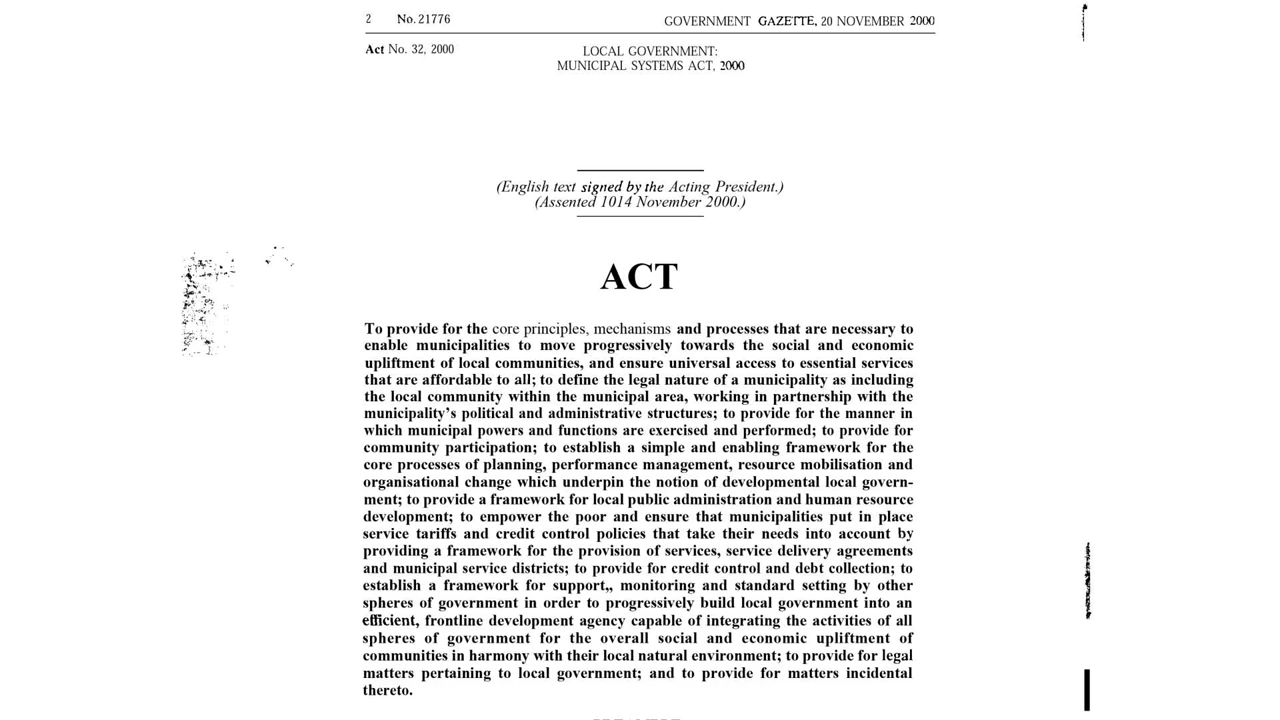 2 No. 21776 GOVERNMENT GAZETTE, 20 NOVEMBER 2000
Act No. 32, 2000 LOCAL GOVERNMENT:
MUNICIPAL SYSTEMS ACT, 2000
(English text signed by the Acting President.)
(Assented 1014 November 2000.)
ACT
To provide for the core principles, mechanisms and processes that are necessary to
enable municipalities to move progressively towards the social and economic
upliftment of local communities, and ensure universal access to essential services
that are affordable to all; to define the legal nature of a municipality as including
the local community within the municipal area, working in partnership with the
municipality's political and administrative structures; to provide for the manner in
which municipal powers and functions are exercised and performed; to provide for
community participation; to establish a simple and enabling framework for the
core processes of planning, performance management, resource mobilisation and
organisational change which underpin the notion of developmental local govern-
ment; to provide a framework for local public administration and human resource
development; to empower the poor and ensure that municipalities put in place
service tariffs and credit control policies that take their needs into account by
providing a framework for the provision of services, service delivery agreements
and municipal service districts; to provide for credit control and debt collection; to
establish a framework for support,, monitoring and standard setting by other
spheres of government in order to progressively build local government into an
efficient, frontline development agency capable of integrating the activities of all
spheres of government for the overall social and economic upliftment of
communities in harmony with their local natural environment; to provide for legal
matters pertaining to local government; and to provide for matters incidental
thereto.